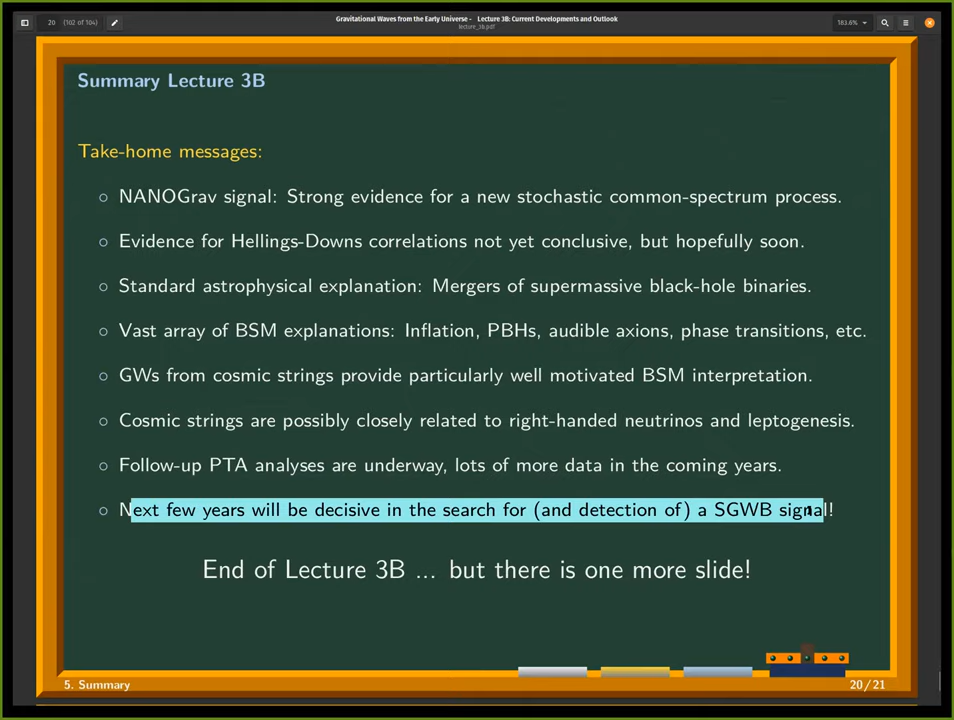 20 (102 of 104)
Gravitational Waves from the Early Universe - Lecture 3B: Current Developments and Outlook
lecture_3b.pdf
183.6%
Summary Lecture 3B
Take-home messages:
NANOGrav signal: Strong evidence for a new stochastic common-spectrum process.
Evidence for Hellings-Downs correlations not yet conclusive, but hopefully soon.
Standard astrophysical explanation: Mergers of supermassive black-hole binaries.
Vast array of BSM explanations: Inflation, PBHs, audible axions, phase transitions, etc.
GWs from cosmic strings provide particularly well motivated BSM interpretation.
Cosmic strings are possibly closely related to right-handed neutrinos and leptogenesis.
Follow-up PTA analyses are underway, lots of more data in the coming years.
Next few years will be decisive in the search for (and detection of) a SGWB signal!
End of Lecture 3B ... but there is one more slide!
5. Summary
20/21